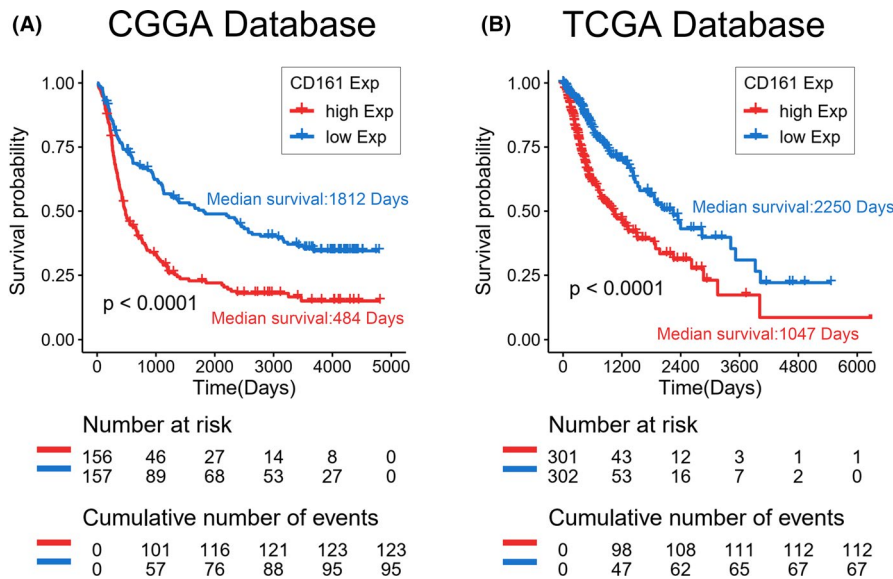 (A) CGGA Database
CD161 Exp
high Exp
low Exp
Survival probability
1.00
0.75
0.50
0.25
0.00
Median survival:1812 Days
p < 0.0001
Median survival:484 Days
0 1000 2000 3000 4000 5000
Time(Days)
Number at risk
156 46 27 14 8 0
157 89 68 53 27 0
Cumulative number of events
0 101 116 121 123 123
0 57 76 88 95 95
(B) TCGA Database
CD161 Exp
high Exp
low Exp
Survival probability
1.00
0.75
0.50
0.25
0.00
Median survival:2250 Days
p < 0.0001
Median survival:1047 Days
0 1200 2400 3600 4800 6000
Time(Days)
Number at risk
301 43 12 3 1 1
302 53 16 7 2 0
Cumulative number of events
0 98 108 111 112 112
0 47 62 65 67 67